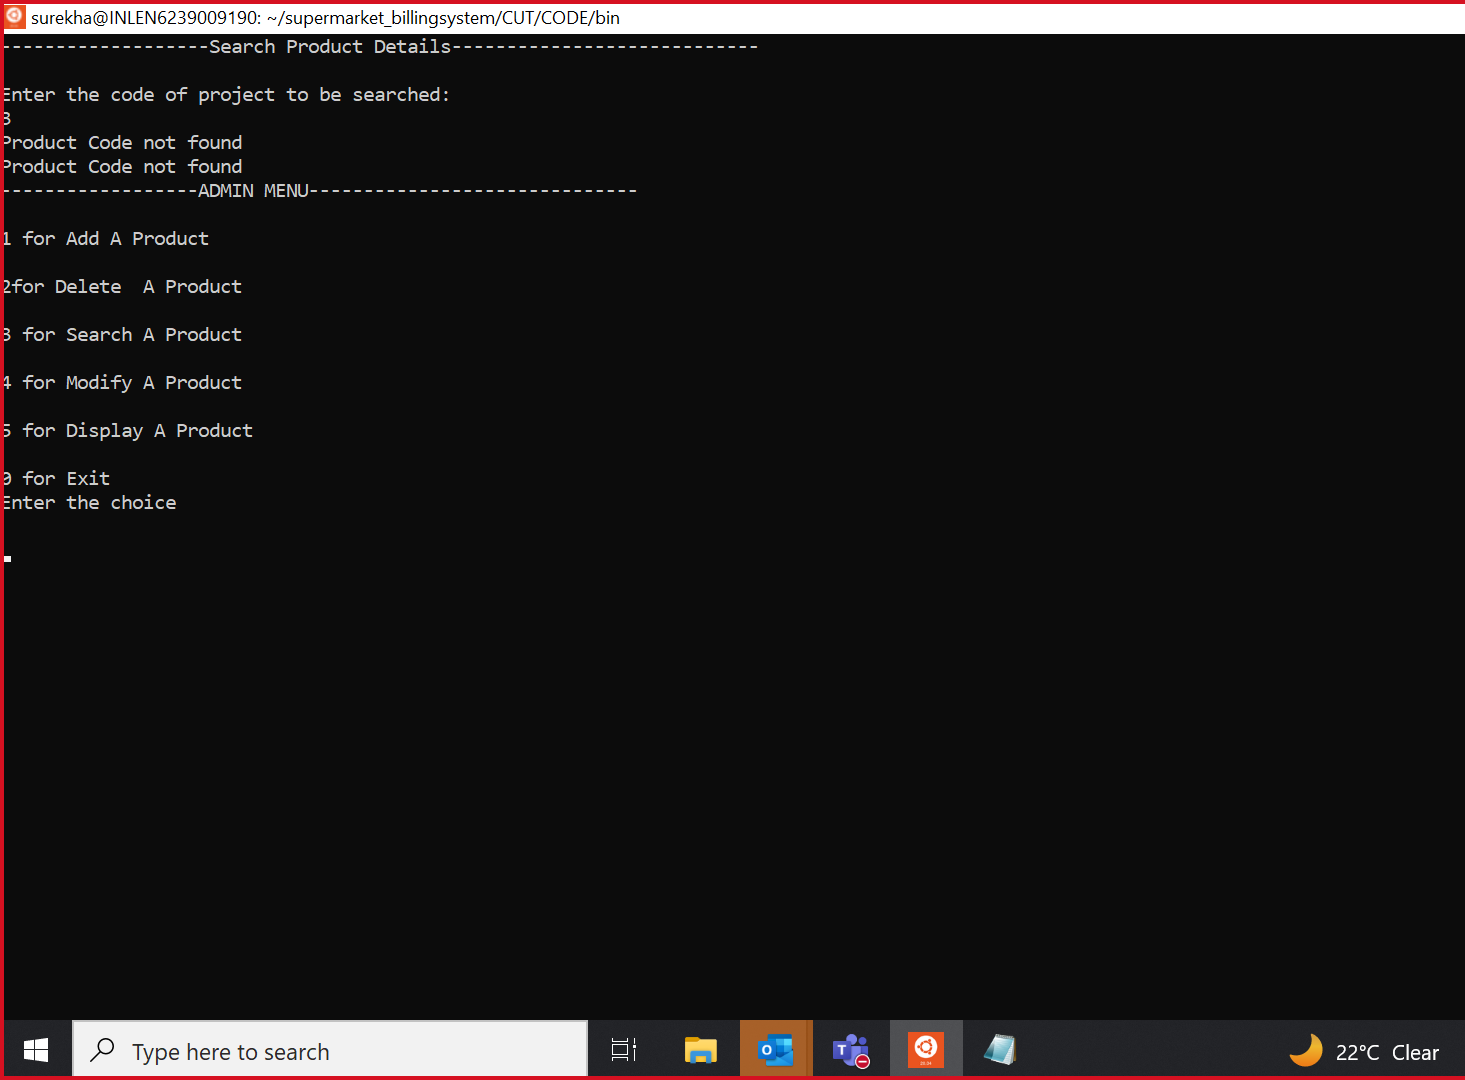 surekha@INLEN6239009190: ~/supermarket_billingsystem/CUT/CODE/bin
-------------------Search Product Details----------------------------
Enter the code of project to be searched:
3
Product Code not found
Product Code not found
------------------ADMIN MENU------------------------------
1 for Add A Product
2for Delete  A Product
3 for Search A Product
4 for Modify A Product
5 for Display A Product
0 for Exit
Enter the choice
Type here to search
22°C Clear